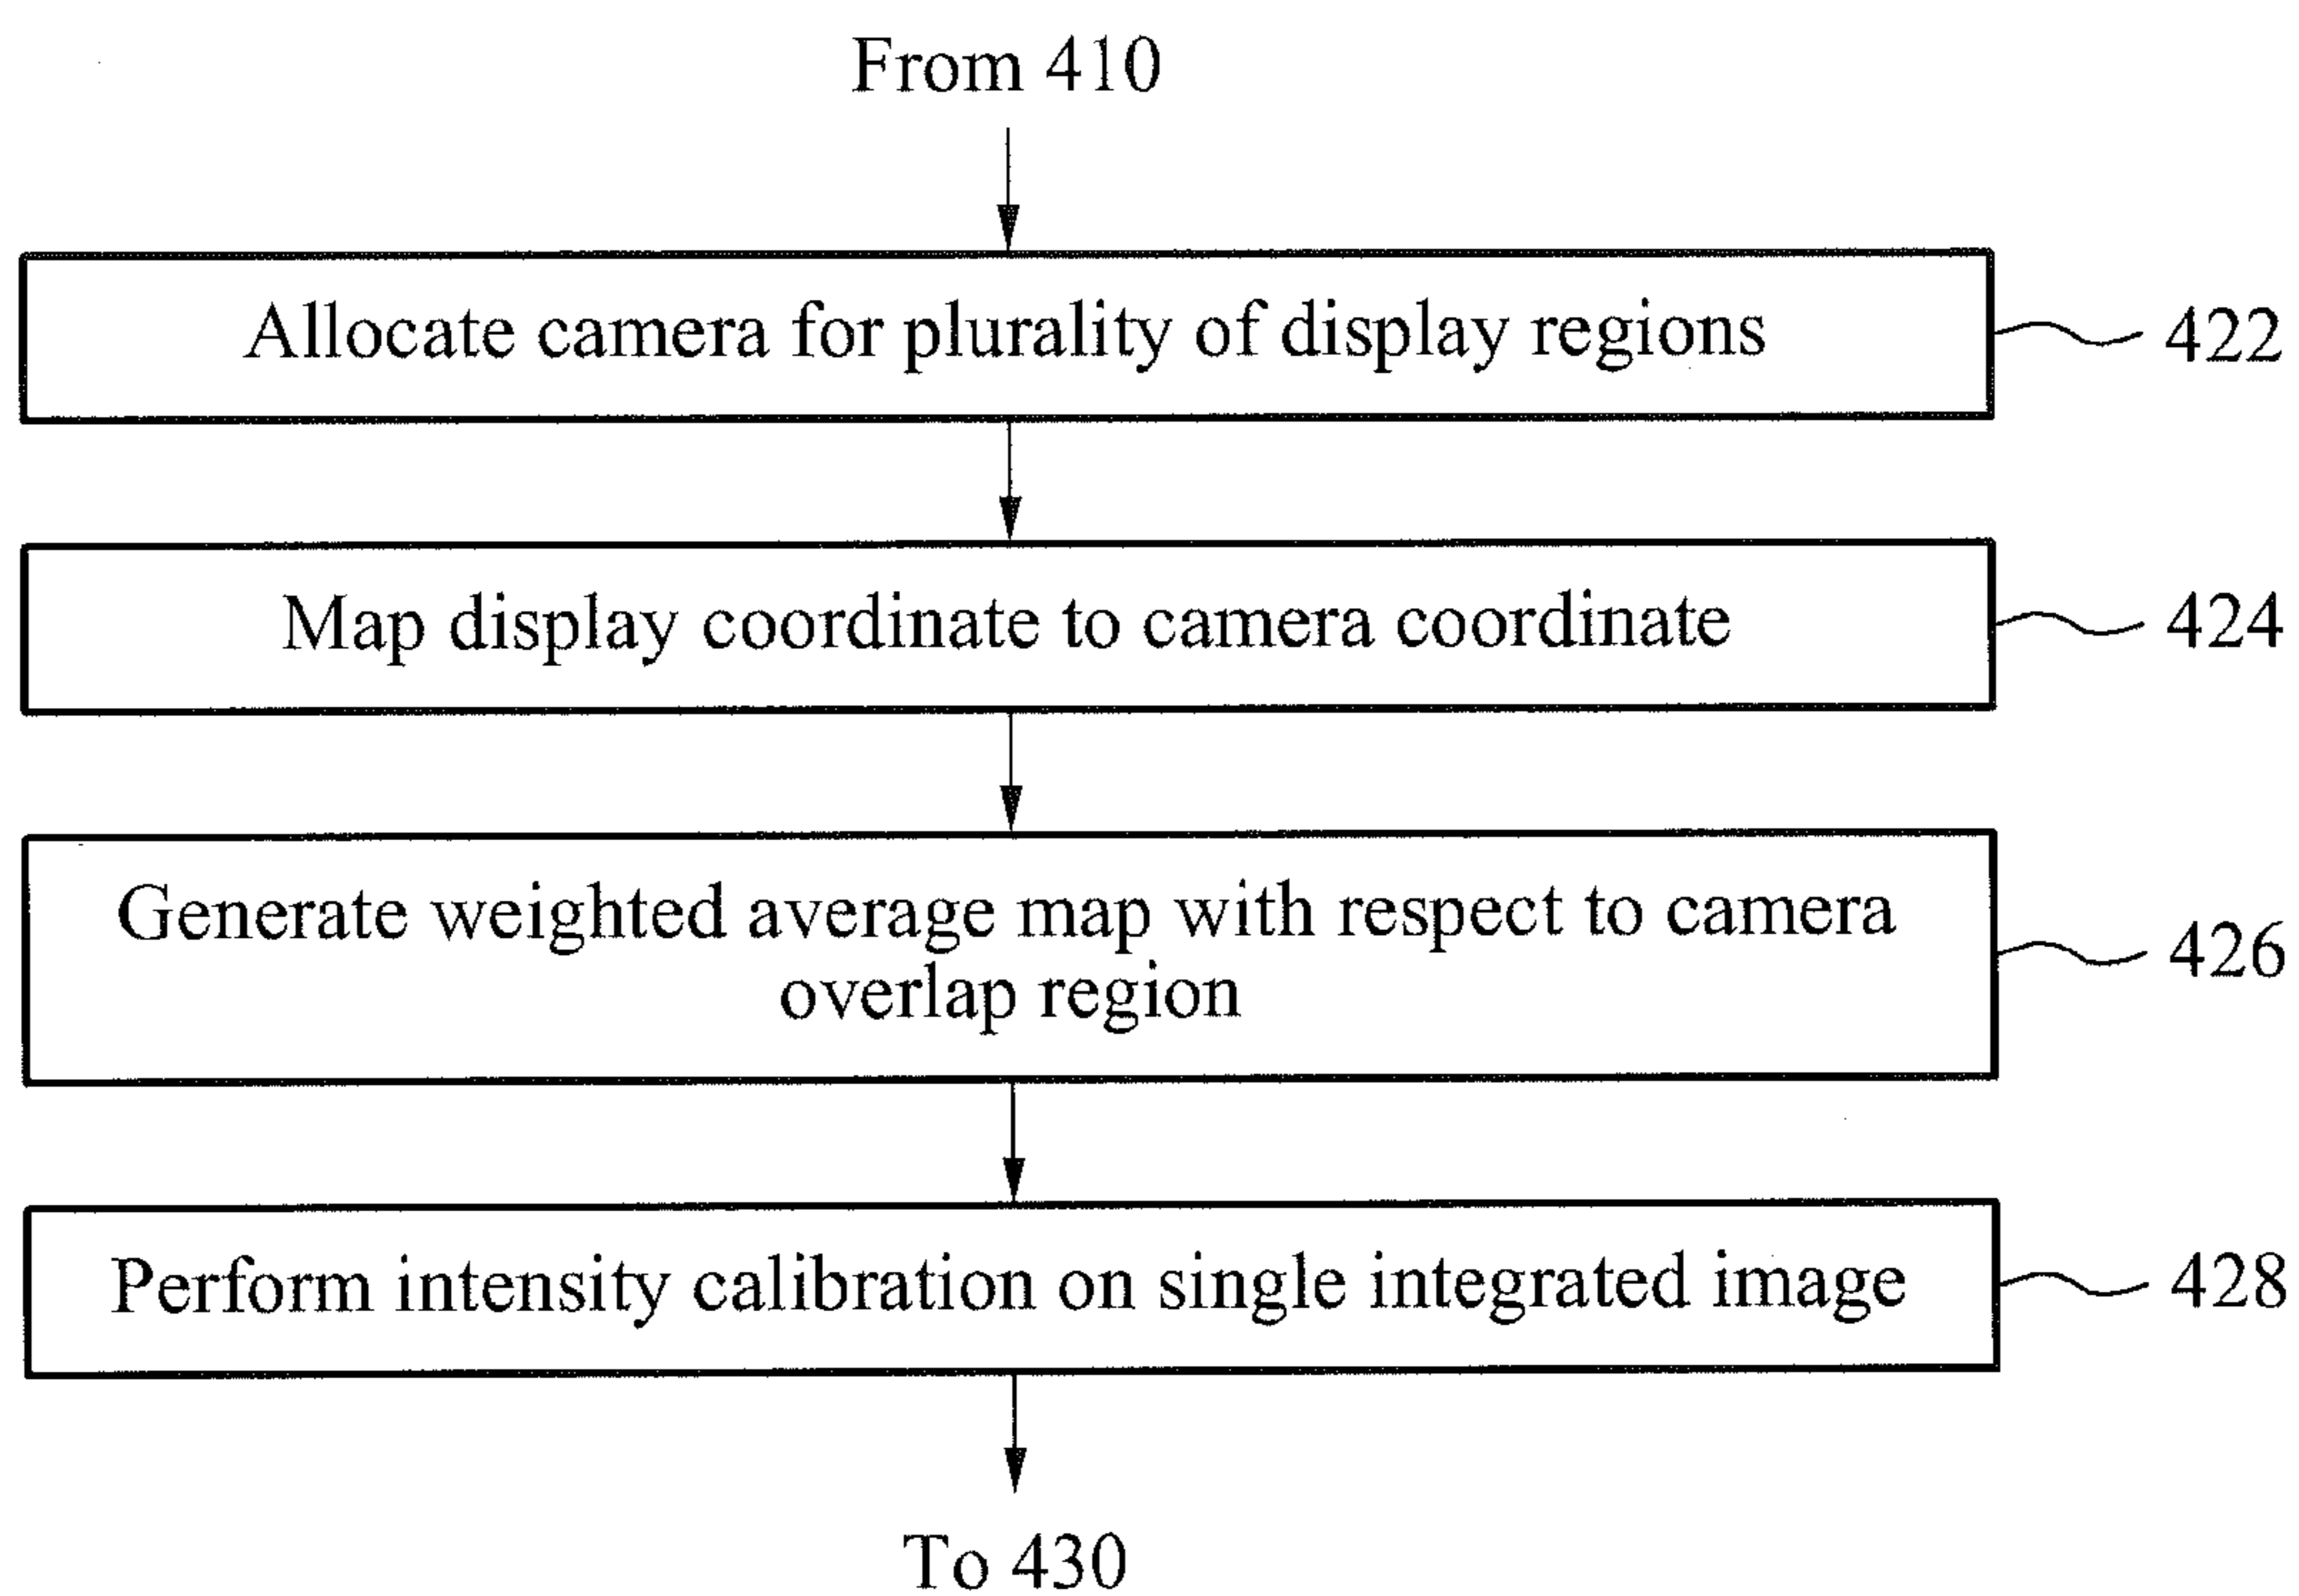 From 410
Allocate camera for plurality of display regions
422
Map display coordinate to camera coordinate
424
Generate weighted average map with respect to camera
overlap region
426
Perform intensity calibration on single integrated image
428
To 430